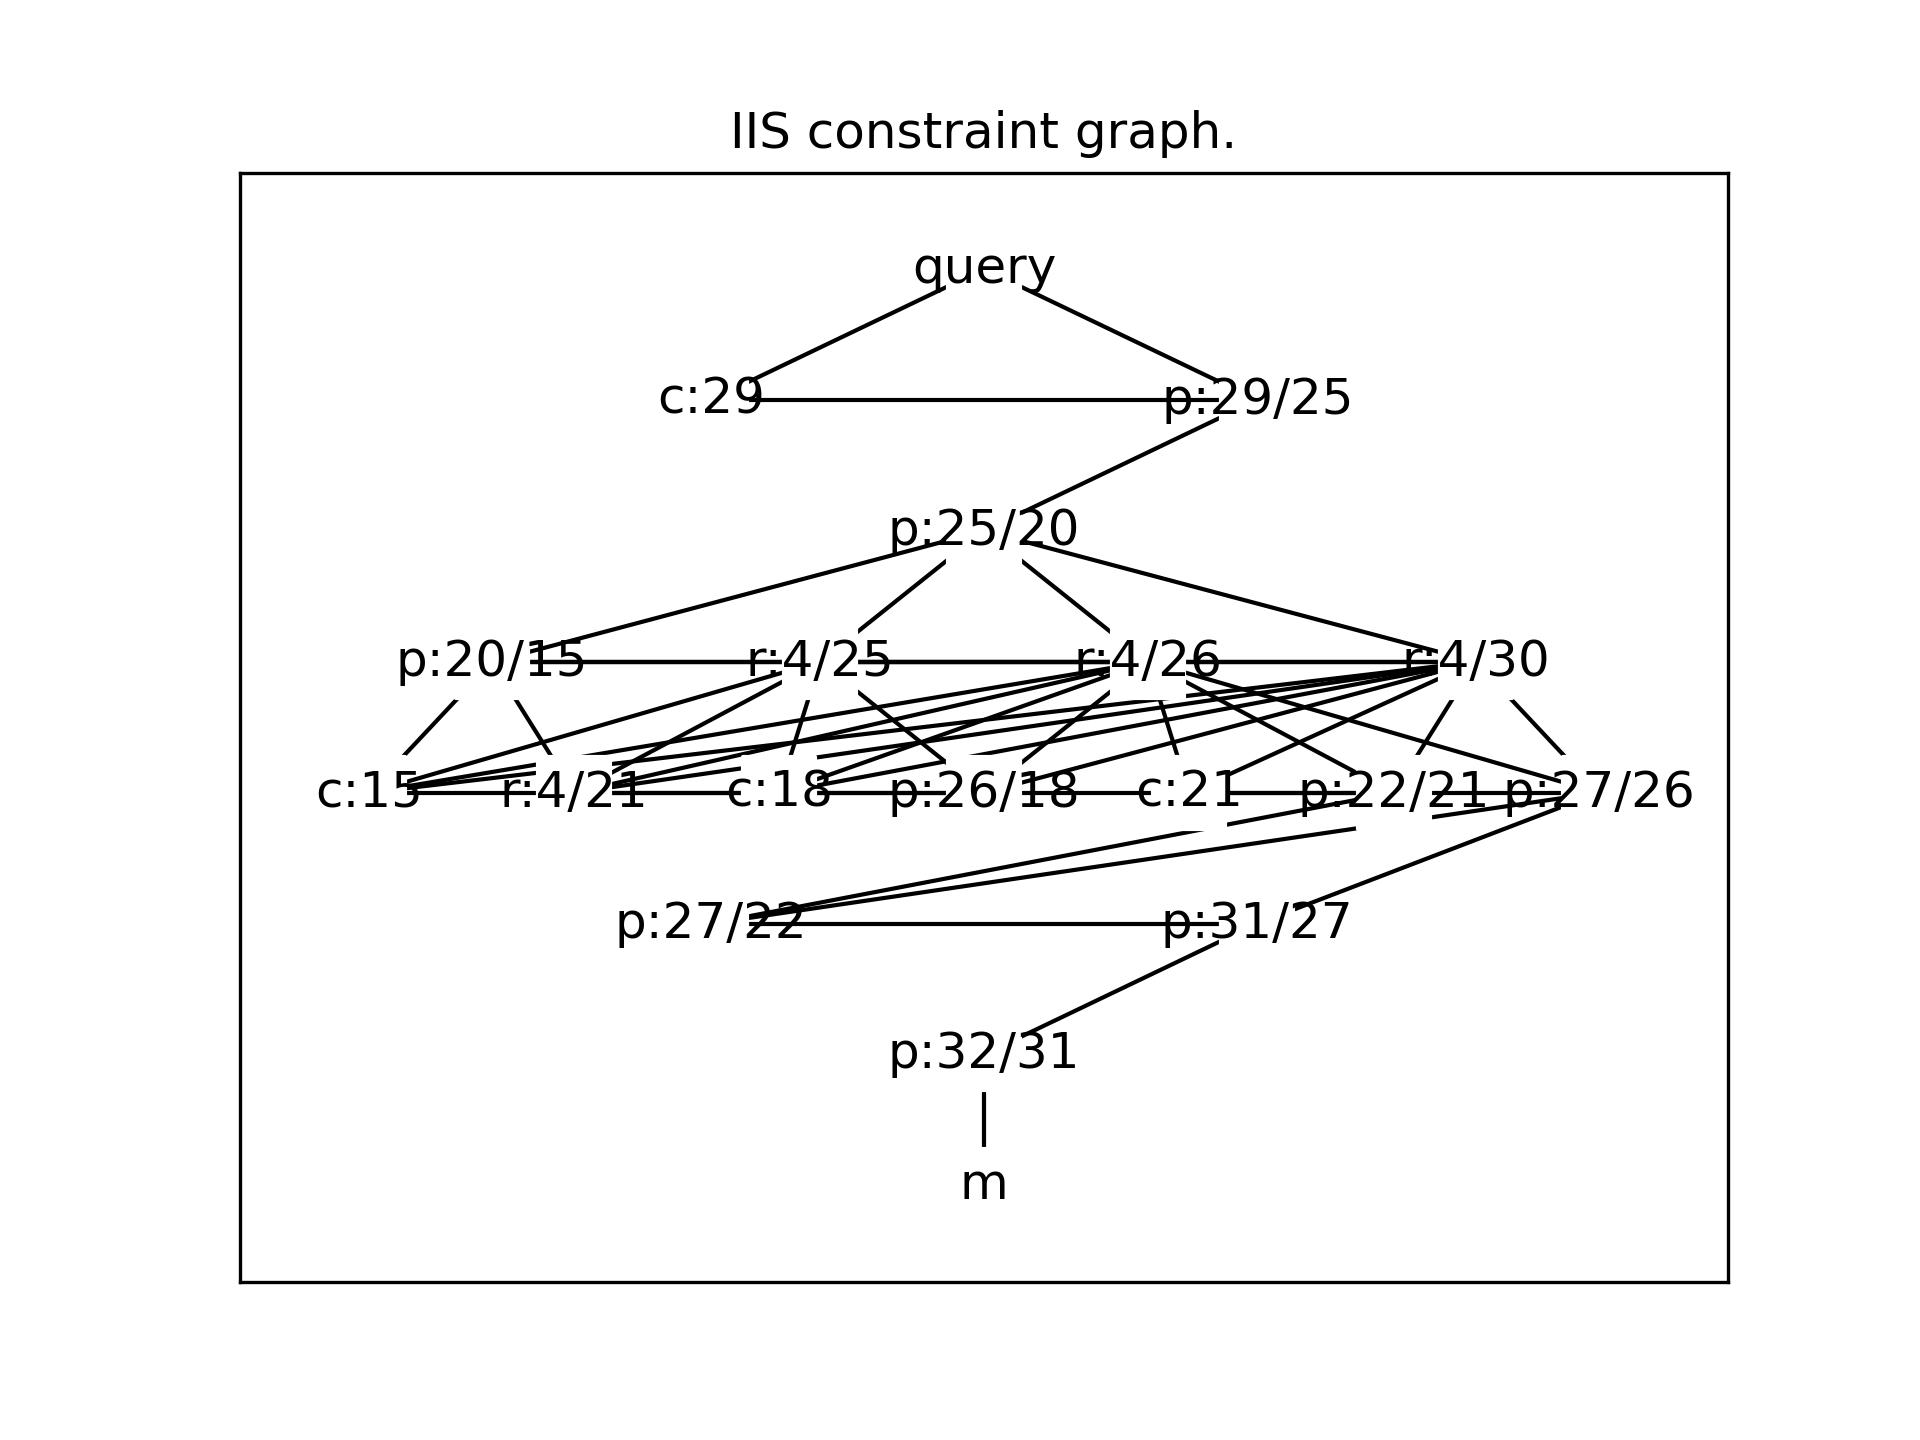 IIS constraint graph.
query
c:29 p:29/25
p:25/20
p:20/15 r:4/25 r:4/26 r:4/30
c:15 r:4/21 c:18 p:26/18 c:21 p:22/21 p:27/26
p:27/22 p:31/27
p:32/31
m